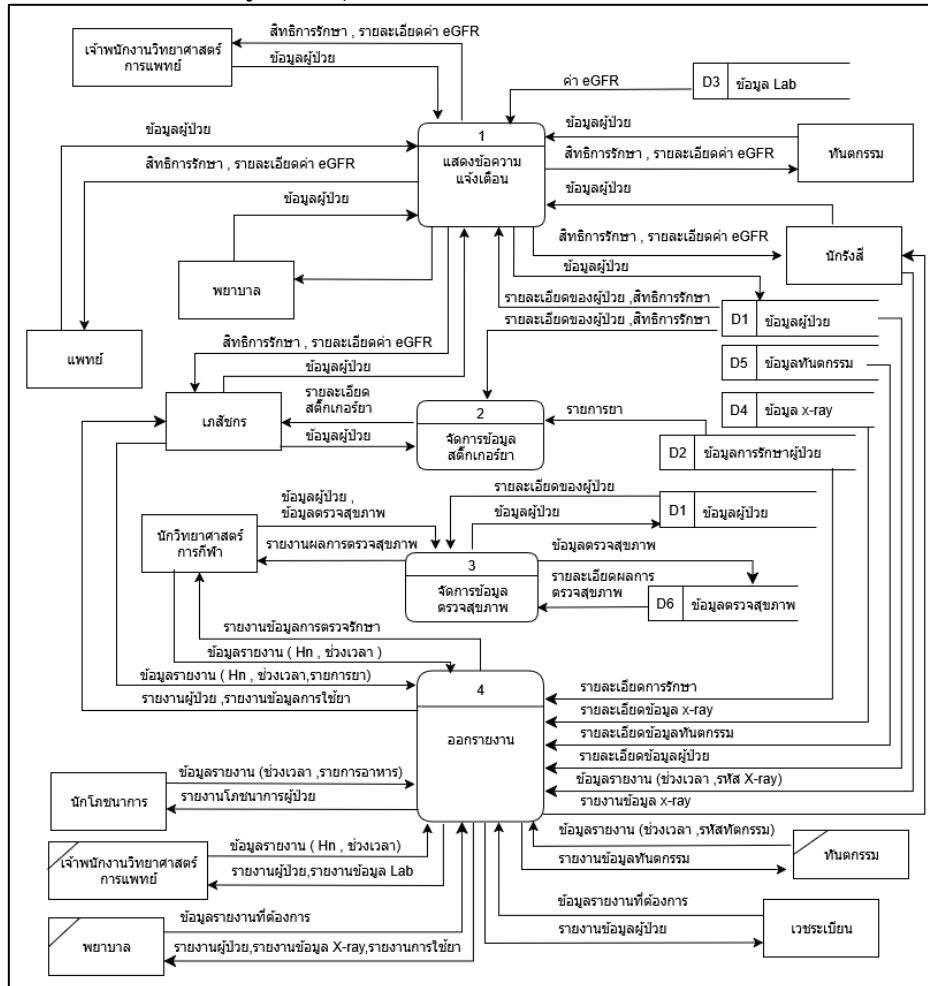 สิทธิการรักษา , รายละเอียดค่า eGFR
เจ้าพนักงานวิทยาศาสตร์
การแพทย์
ข้อมูลผู้ป่วย
ค่า eGFR
D3 ข้อมูล Lab
ข้อมูลผู้ป่วย
1
แสดงข้อความ
แจ้งเตือน
ข้อมูลผู้ป่วย
สิทธิการรักษา , รายละเอียดค่า eGFR
ทันตกรรม
สิทธิการรักษา , รายละเอียดค่า eGFR
ข้อมูลผู้ป่วย
ข้อมูลผู้ป่วย
สิทธิการรักษา , รายละเอียดค่า eGFR
นักรังสี
ข้อมูลผู้ป่วย
พยาบาล
รายละเอียดของผู้ป่วย ,สิทธิการรักษา
รายละเอียดของผู้ป่วย ,สิทธิการรักษา
D1 ข้อมูลผู้ป่วย
แพทย์
สิทธิการรักษา , รายละเอียดค่า eGFR
ข้อมูลผู้ป่วย
D5 ข้อมูลทันตกรรม
รายละเอียด
สติ๊กเกอร์ยา
เภสัชกร
ข้อมูลผู้ป่วย
2
จัดการข้อมูล
สติ๊กเกอร์ยา
รายการยา
D4 ข้อมูล x-ray
D2 ข้อมูลการรักษาผู้ป่วย
รายละเอียดของผู้ป่วย
ข้อมูลผู้ป่วย
D1 ข้อมูลผู้ป่วย
ข้อมูลผู้ป่วย ,
ข้อมูลตรวจสุขภาพ
นักวิทยาศาสตร์
การกีฬา
รายงานผลการตรวจสุขภาพ
3
จัดการข้อมูล
ตรวจสุขภาพ
ข้อมูลตรวจสุขภาพ
รายละเอียดผลการ
ตรวจสุขภาพ
D6 ข้อมูลตรวจสุขภาพ
รายงานข้อมูลการตรวจรักษา
ข้อมูลรายงาน ( Hn , ช่วงเวลา )
ข้อมูลรายงาน ( Hn , ช่วงเวลา,รายการยา)
รายงานผู้ป่วย ,รายงานข้อมูลการใช้ยา
4
ออกรายงาน
รายละเอียดการรักษา
รายละเอียดข้อมูล x-ray
รายละเอียดข้อมูลทันตกรรม
รายละเอียดข้อมูลผู้ป่วย
ข้อมูลรายงาน (ช่วงเวลา ,รหัส X-ray)
รายงานข้อมูล x-ray
ข้อมูลรายงาน (ช่วงเวลา ,รายการอาหาร)
นักโภชนาการ
รายงานโภชนาการผู้ป่วย
ข้อมูลรายงาน (ช่วงเวลา ,รหัสทัตกรรม)
ทันตกรรม
รายงานข้อมูลทันตกรรม
ข้อมูลรายงาน ( Hn , ช่วงเวลา)
เจ้าพนักงานวิทยาศาสตร์
การแพทย์
รายงานผู้ป่วย,รายงานข้อมูล Lab
ข้อมูลรายงานที่ต้องการ
พยาบาล
รายงานผู้ป่วย,รายงานข้อมูล X-ray,รายงานการใช้ยา
ข้อมูลรายงานที่ต้องการ
รายงานข้อมูลผู้ป่วย
เวชระเบียน